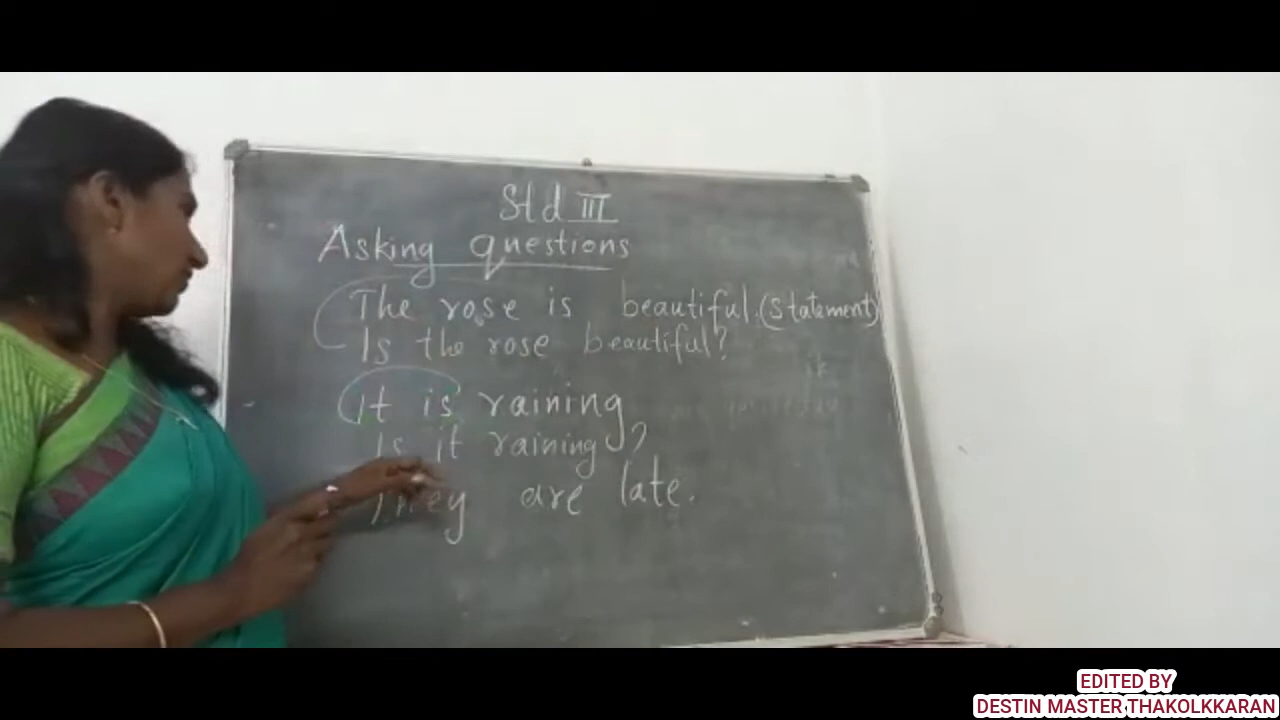 Std III
Asking questions
The rose is beautiful. (Statement)
Is the rose beautiful?
It is raining
Is it raining?
They are late.
EDITED BY
DESTIN MASTER THAKOLKKARAN